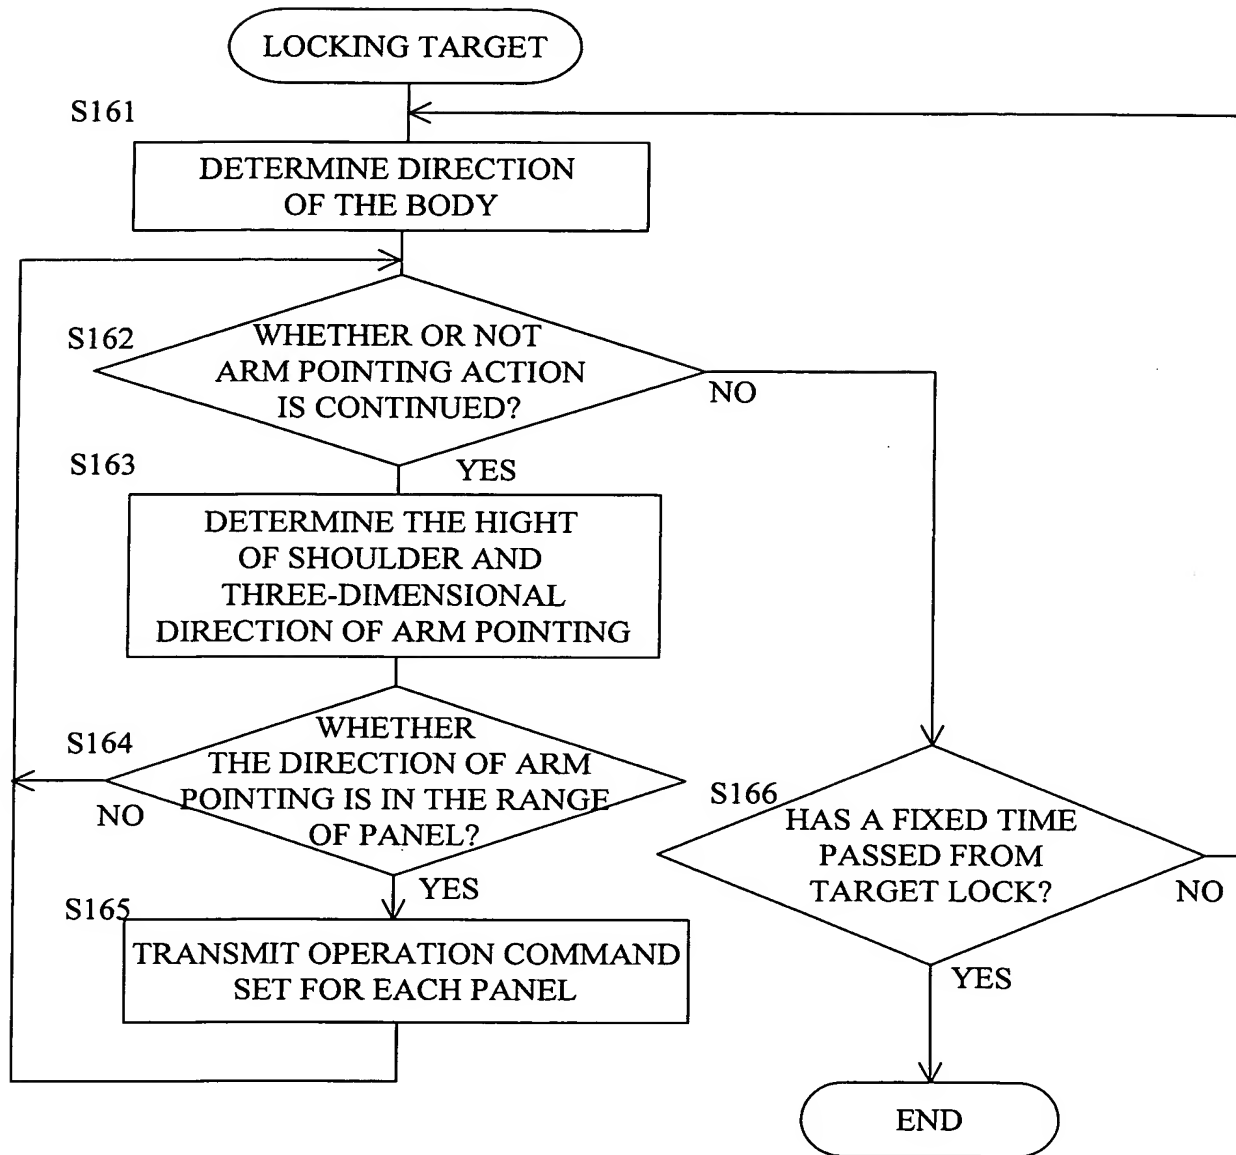 LOCKING TARGET
S161
DETERMINE DIRECTION
OF THE BODY
S162
WHETHER OR NOT
ARM POINTING ACTION
IS CONTINUED?
NO
S163
YES
DETERMINE THE HIGHT
OF SHOULDER AND
THREE-DIMENSIONAL
DIRECTION OF ARM POINTING
S164
WHETHER
THE DIRECTION OF ARM
POINTING IS IN THE RANGE
OF PANEL?
NO
YES
S165
TRANSMIT OPERATION COMMAND
SET FOR EACH PANEL
S166
HAS A FIXED TIME
PASSED FROM
TARGET LOCK?
NO
YES
END